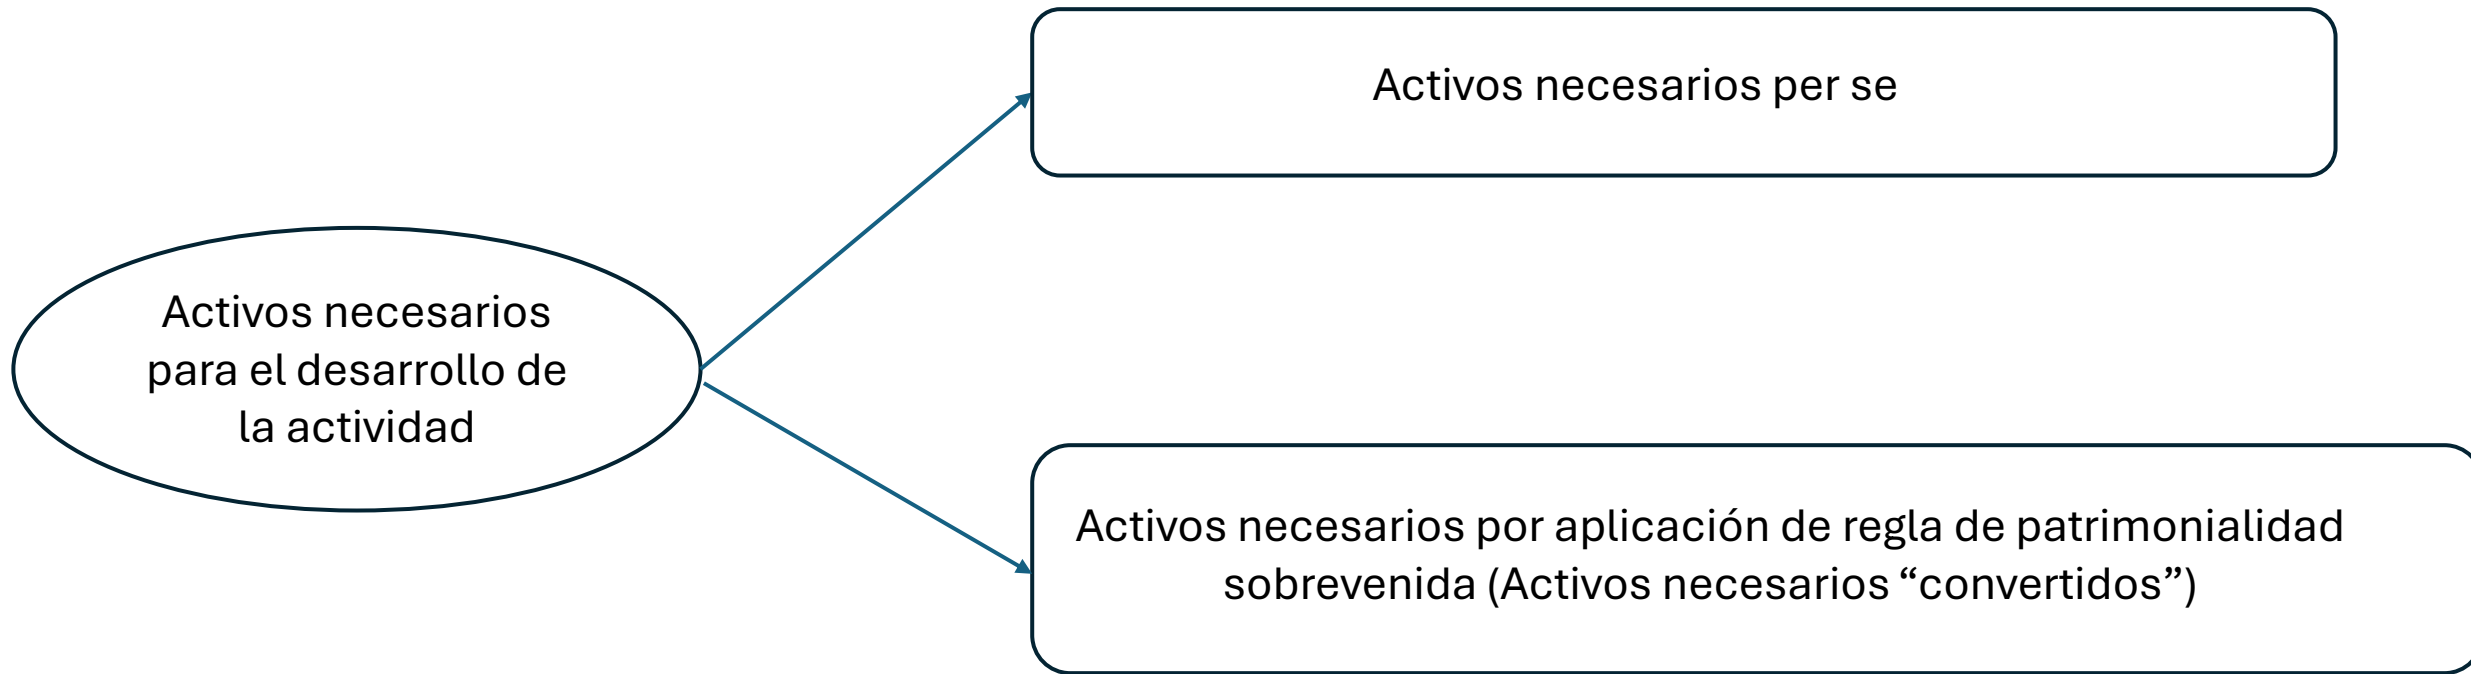 Activos necesarios per se
Activos necesarios
para el desarrollo de
la actividad
Activos necesarios por aplicación de regla de patrimonialidad
sobrevenida (Activos necesarios “convertidos”)